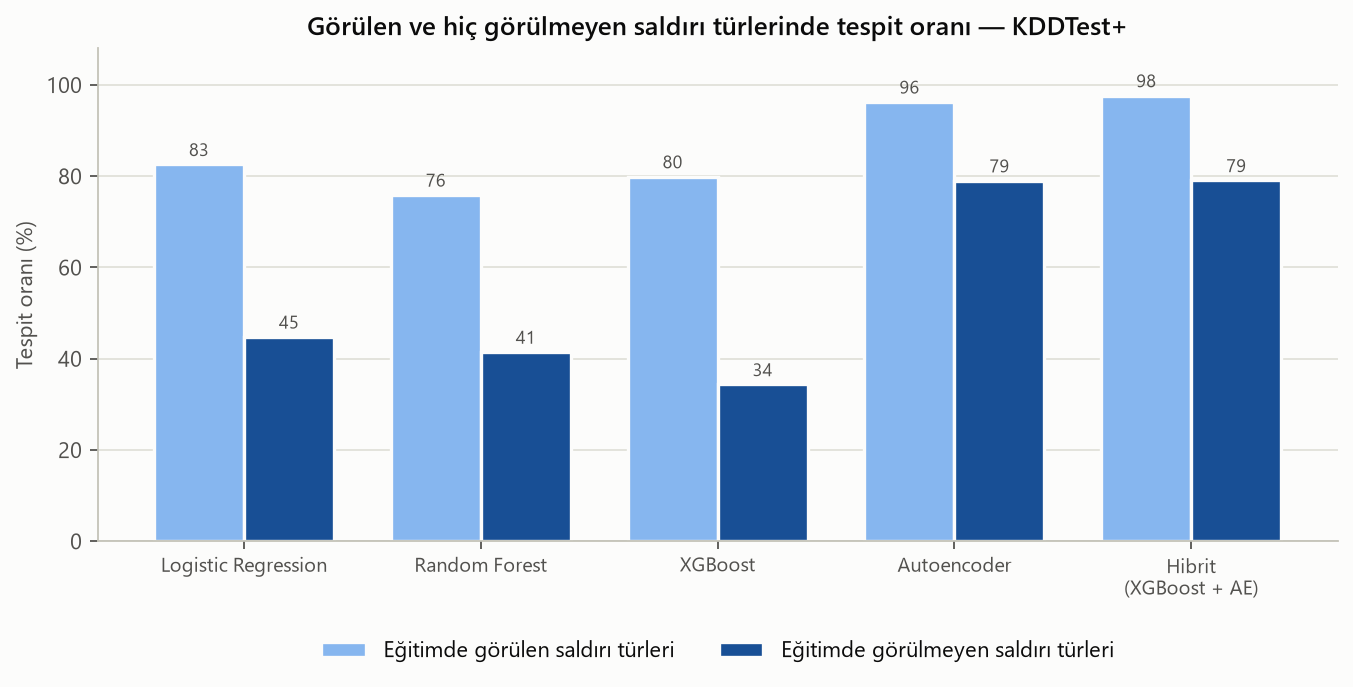 Görülen ve hiç görülmeyen saldırı türlerinde tespit oranı — KDDTest+
Tespit oranı (%)
100
80
60
40
20
0
83
45
76
41
80
34
96
79
98
79
Logistic Regression
Random Forest
XGBoost
Autoencoder
Hibrit
(XGBoost + AE)
Eğitimde görülen saldırı türleri
Eğitimde görülmeyen saldırı türleri